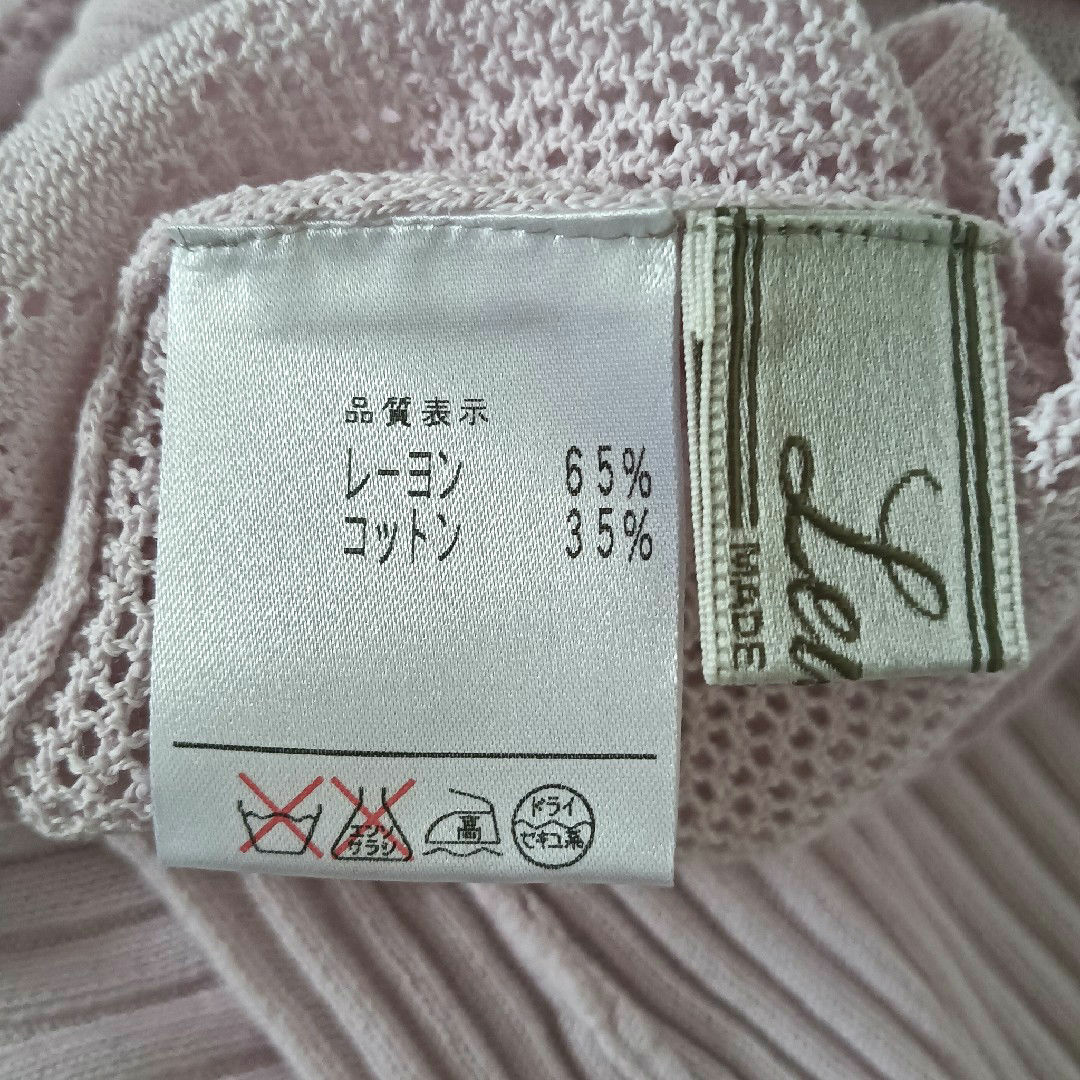 品質表示
レーヨン 65%
コットン 35%
エンソ
サラシ
高
ドライ
セキユ系
MADE